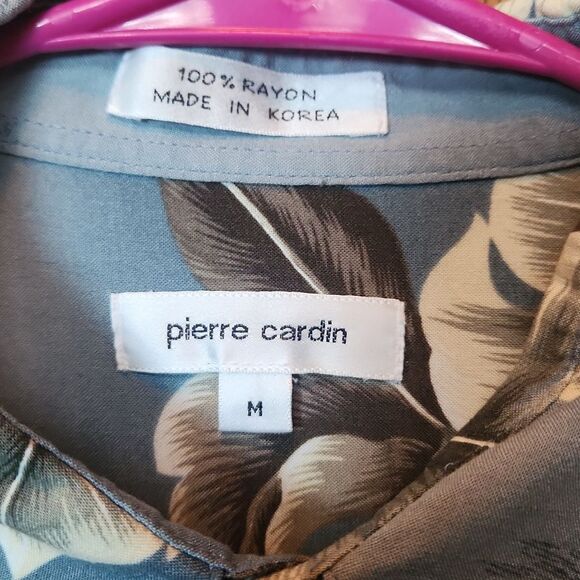 100% RAYON
MADE IN KOREA
pierre cardin
M